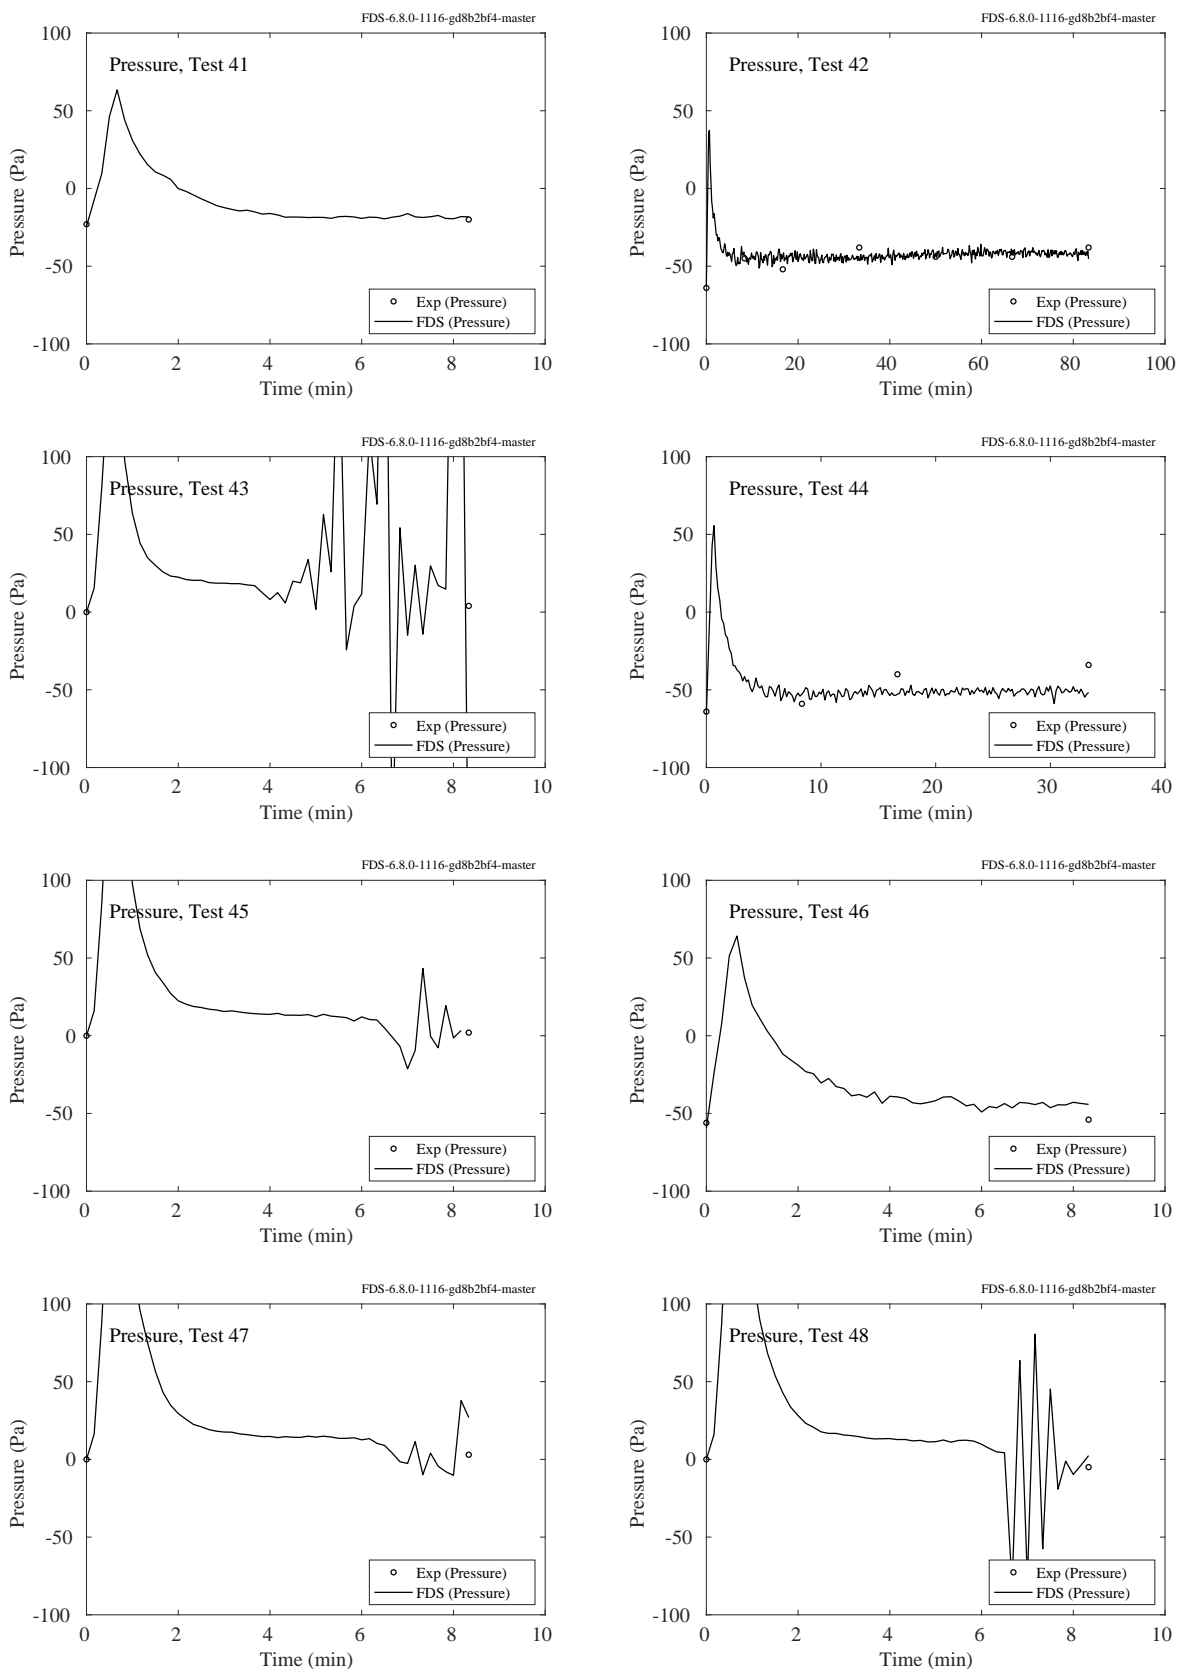 FDS-6.8.0-1116-gd8b2bf4-master
Pressure, Test 41
100
50
0
-50
-100
Pressure (Pa)
0 2 4 6 8 10
Time (min)
Exp (Pressure)
FDS (Pressure)
FDS-6.8.0-1116-gd8b2bf4-master
Pressure, Test 42
100
50
0
-50
-100
Pressure (Pa)
0 20 40 60 80 100
Time (min)
Exp (Pressure)
FDS (Pressure)
FDS-6.8.0-1116-gd8b2bf4-master
Pressure, Test 43
100
50
0
-50
-100
Pressure (Pa)
0 2 4 6 8 10
Time (min)
Exp (Pressure)
FDS (Pressure)
FDS-6.8.0-1116-gd8b2bf4-master
Pressure, Test 44
100
50
0
-50
-100
Pressure (Pa)
0 10 20 30 40
Time (min)
Exp (Pressure)
FDS (Pressure)
FDS-6.8.0-1116-gd8b2bf4-master
Pressure, Test 45
100
50
0
-50
-100
Pressure (Pa)
0 2 4 6 8 10
Time (min)
Exp (Pressure)
FDS (Pressure)
FDS-6.8.0-1116-gd8b2bf4-master
Pressure, Test 46
100
50
0
-50
-100
Pressure (Pa)
0 2 4 6 8 10
Time (min)
Exp (Pressure)
FDS (Pressure)
FDS-6.8.0-1116-gd8b2bf4-master
Pressure, Test 47
100
50
0
-50
-100
Pressure (Pa)
0 2 4 6 8 10
Time (min)
Exp (Pressure)
FDS (Pressure)
FDS-6.8.0-1116-gd8b2bf4-master
Pressure, Test 48
100
50
0
-50
-100
Pressure (Pa)
0 2 4 6 8 10
Time (min)
Exp (Pressure)
FDS (Pressure)